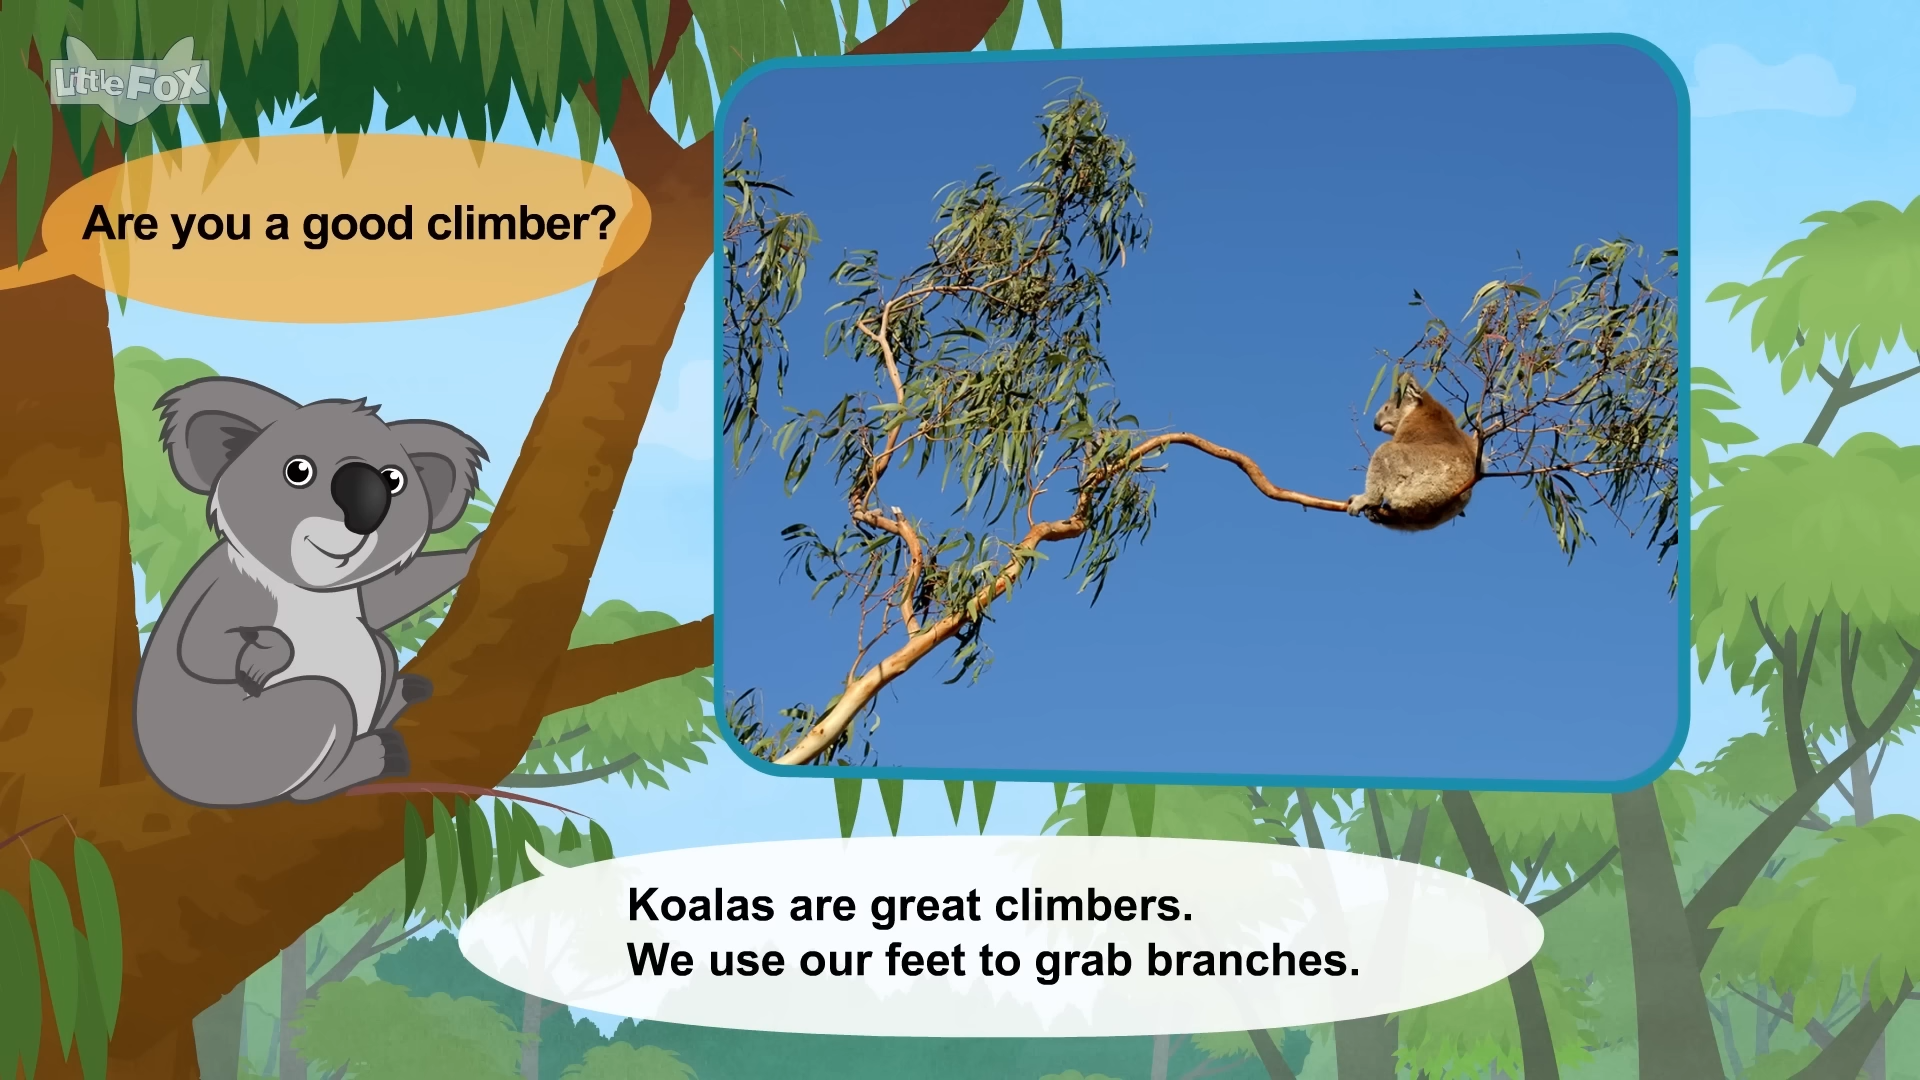 Little Fox
Are you a good climber?
Koalas are great climbers.
We use our feet to grab branches.